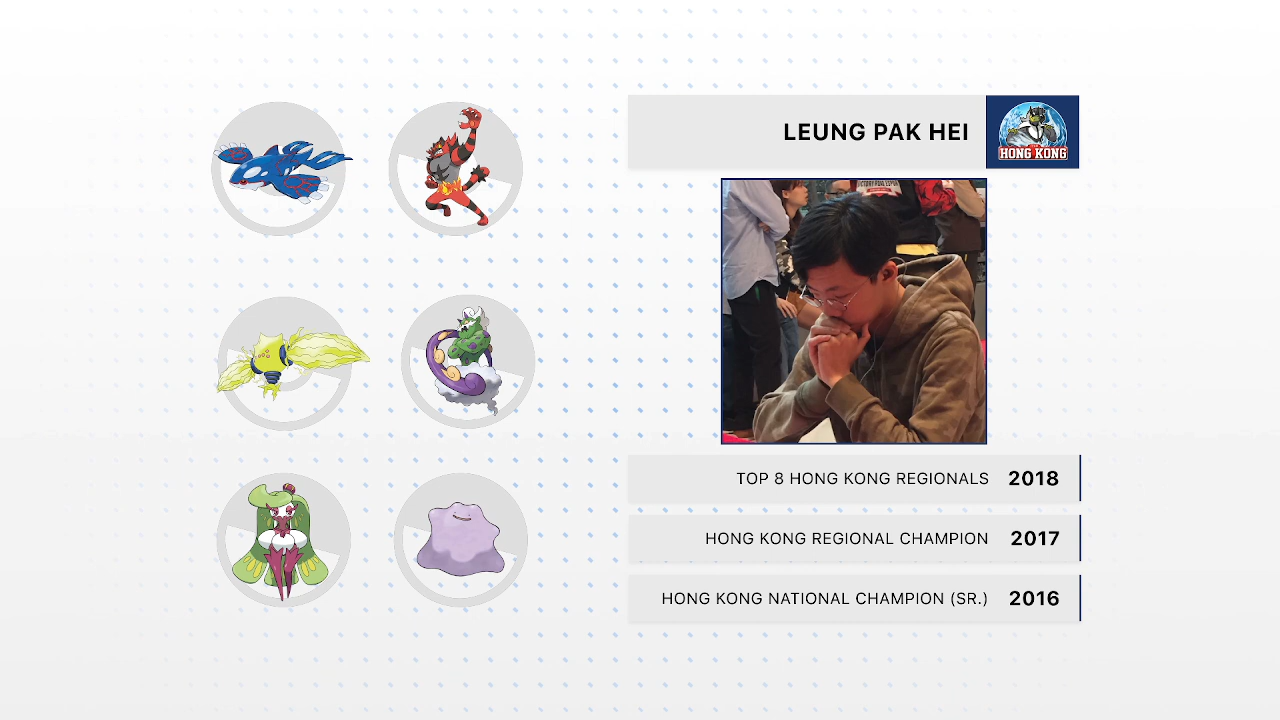 LEUNG PAK HEI
HONG KONG
TOP 8 HONG KONG REGIONALS 2018
HONG KONG REGIONAL CHAMPION 2017
HONG KONG NATIONAL CHAMPION (SR.) 2016